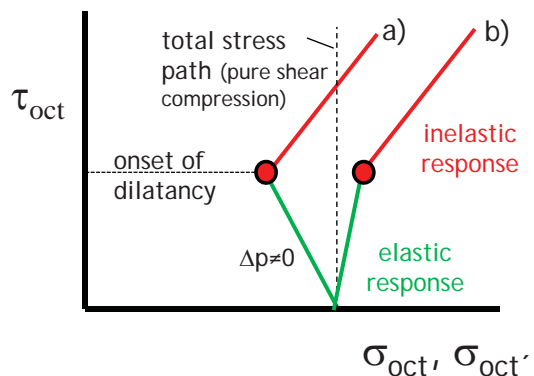 total stress
path (pure shear
compression)
a)
b)
τoct
onset of
dilatancy
inelastic
response
Δp≠0
elastic
response
σoct, σoct´